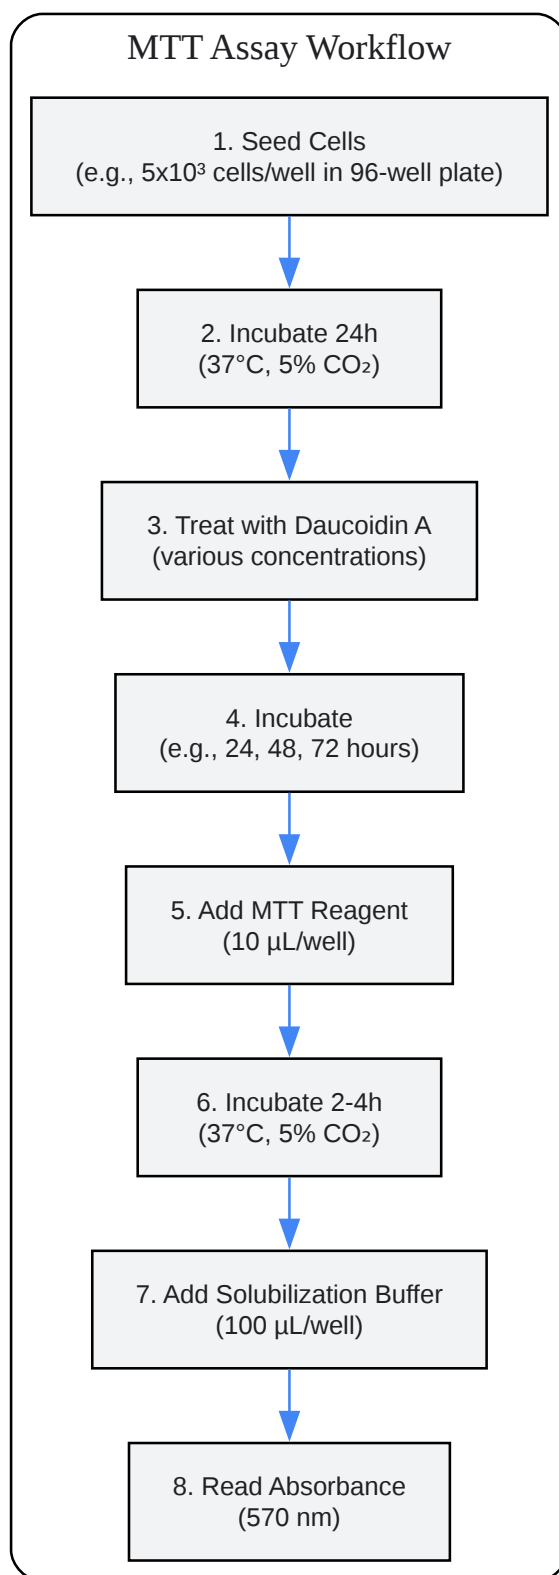 MTT Assay Workflow
1. Seed Cells
(e.g., 5x10³ cells/well in 96-well plate)
2. Incubate 24h
(37°C, 5% CO₂)
3. Treat with Daucoidin A
(various concentrations)
4. Incubate
(e.g., 24, 48, 72 hours)
5. Add MTT Reagent
(10 µL/well)
6. Incubate 2-4h
(37°C, 5% CO₂)
7. Add Solubilization Buffer
(100 µL/well)
8. Read Absorbance
(570 nm)